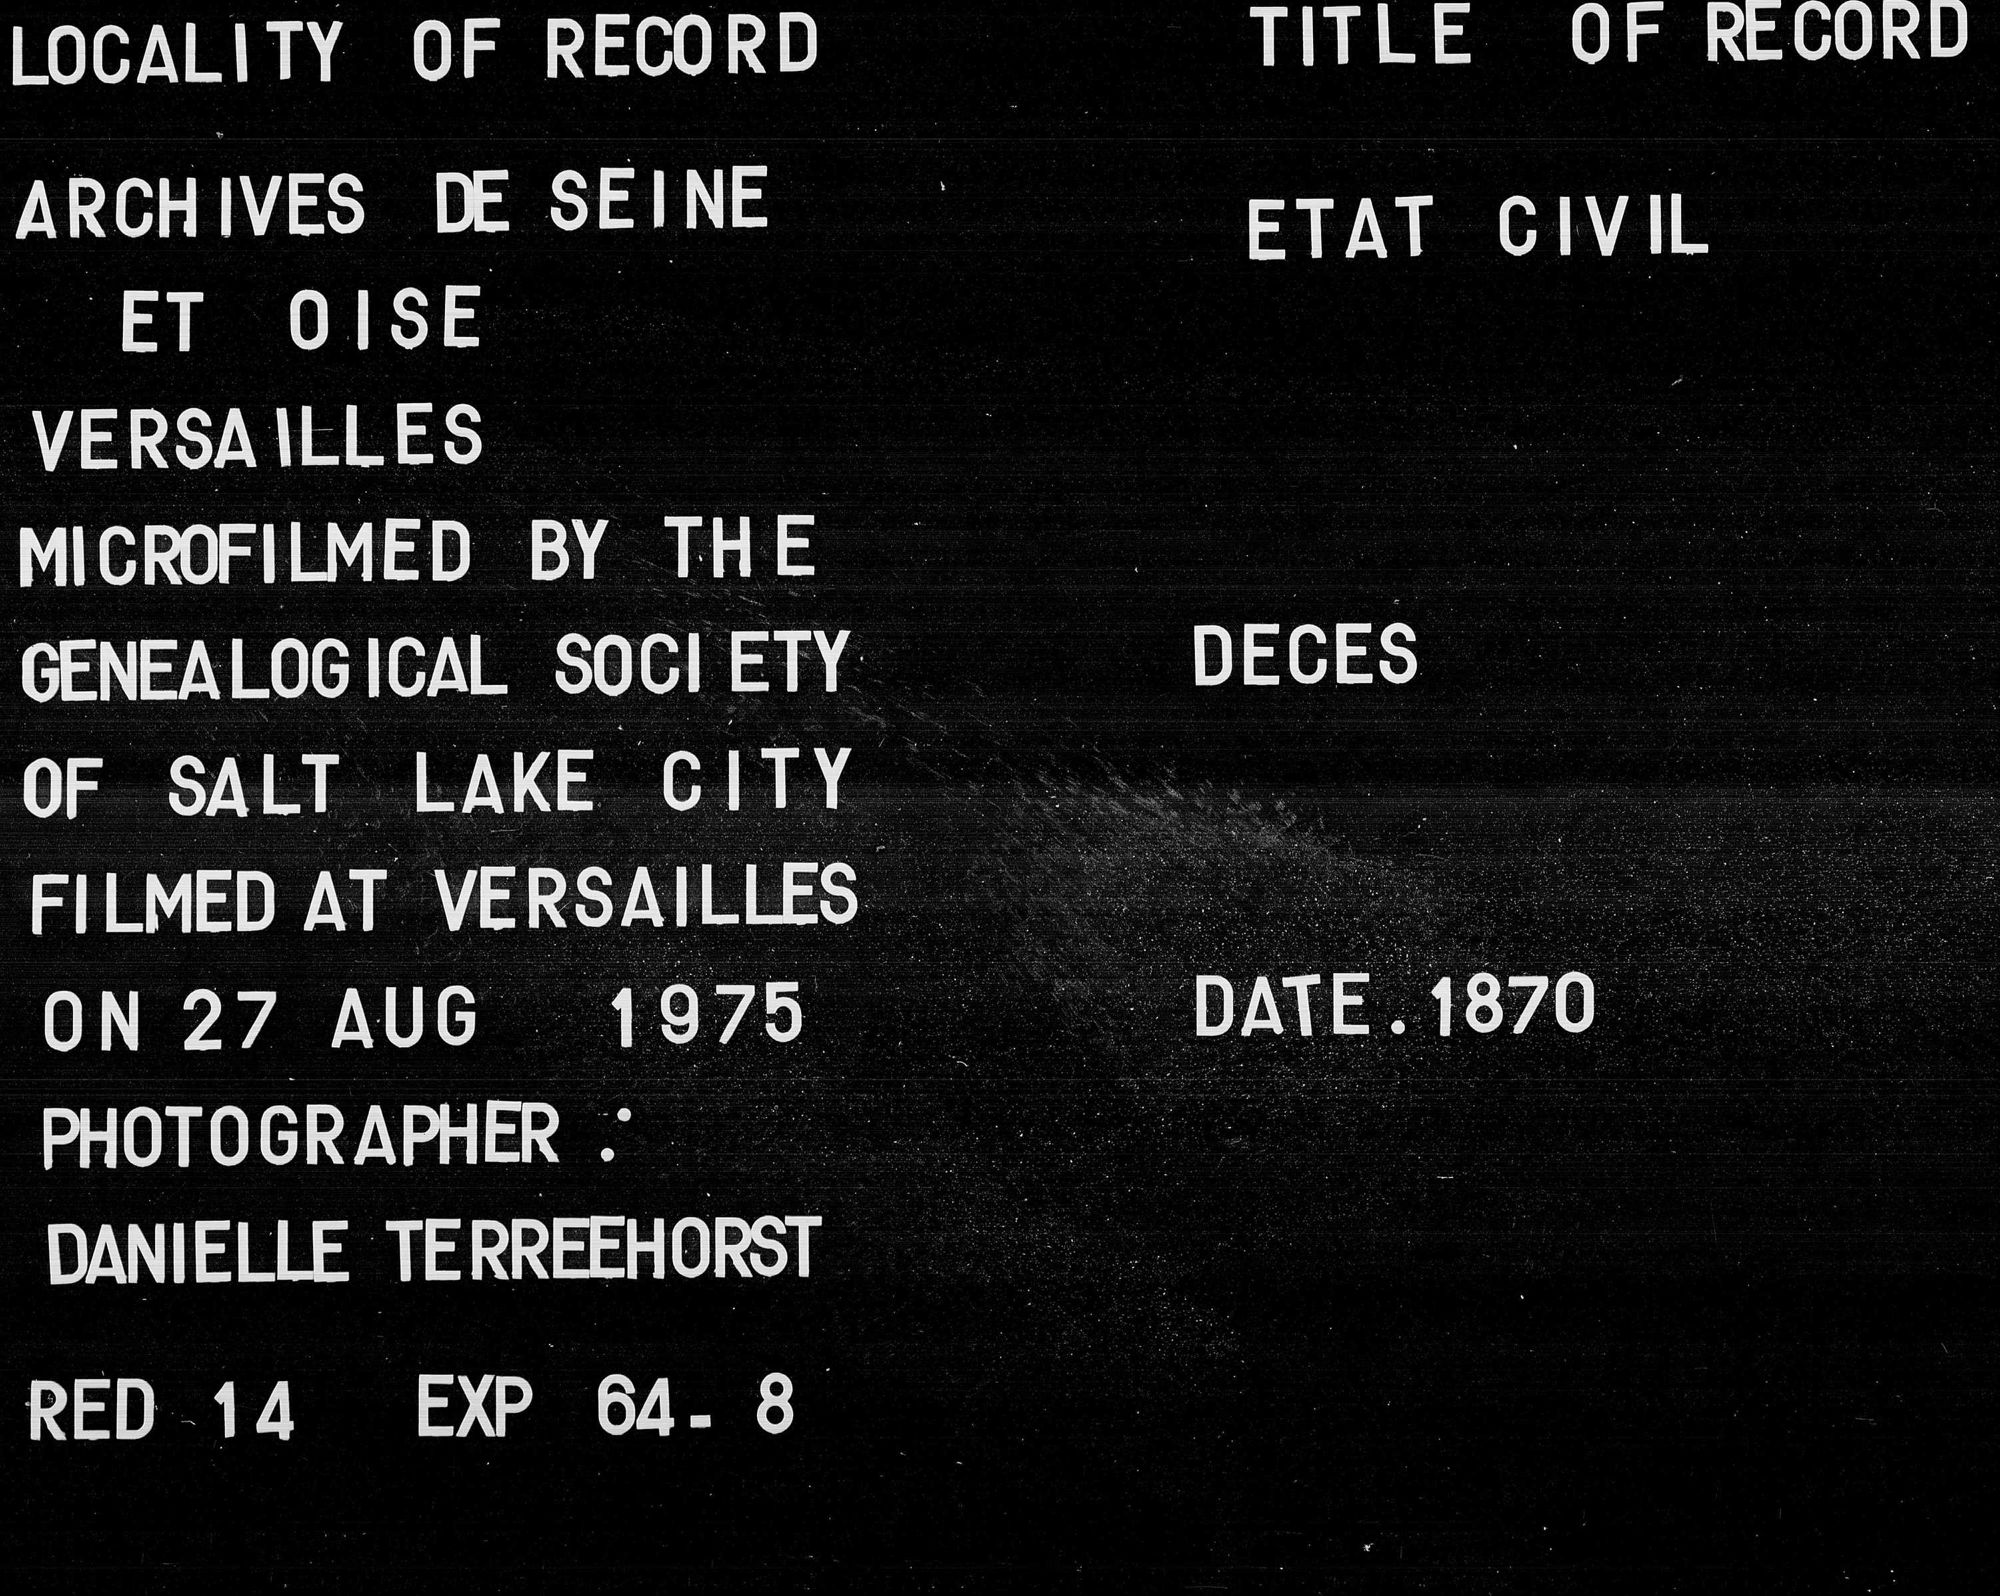 LOCALITY OF RECORD
ARCHIVES DE SEINE
ET OISE
VERSAILLES
MICROFILMED BY THE
GENEALOGICAL SOCIETY
OF SALT LAKE CITY
FILMED AT VERSAILLES
ON 27 AUG 1975
PHOTOGRAPHER :
DANIELLE TERREEHORST
RED 14 EXP 64-8
TITLE OF RECORD
ETAT CIVIL
DECES
DATE.1870